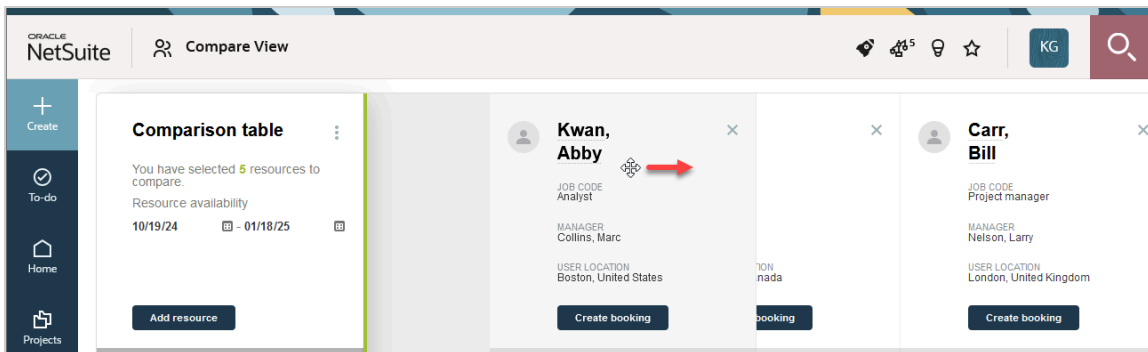 ORACLE
NetSuite
Compare View
5
KG
Create
To-do
Home
Projects
Comparison table
You have selected 5 resources to
compare.
Resource availability
10/19/24 - 01/18/25
Add resource
Kwan,
Abby
JOB CODE
Analyst
MANAGER
Collins, Marc
USER LOCATION
Boston, United States
Create booking
booking
Carr,
Bill
JOB CODE
Project manager
MANAGER
Nelson, Larry
USER LOCATION
London, United Kingdom
Create booking